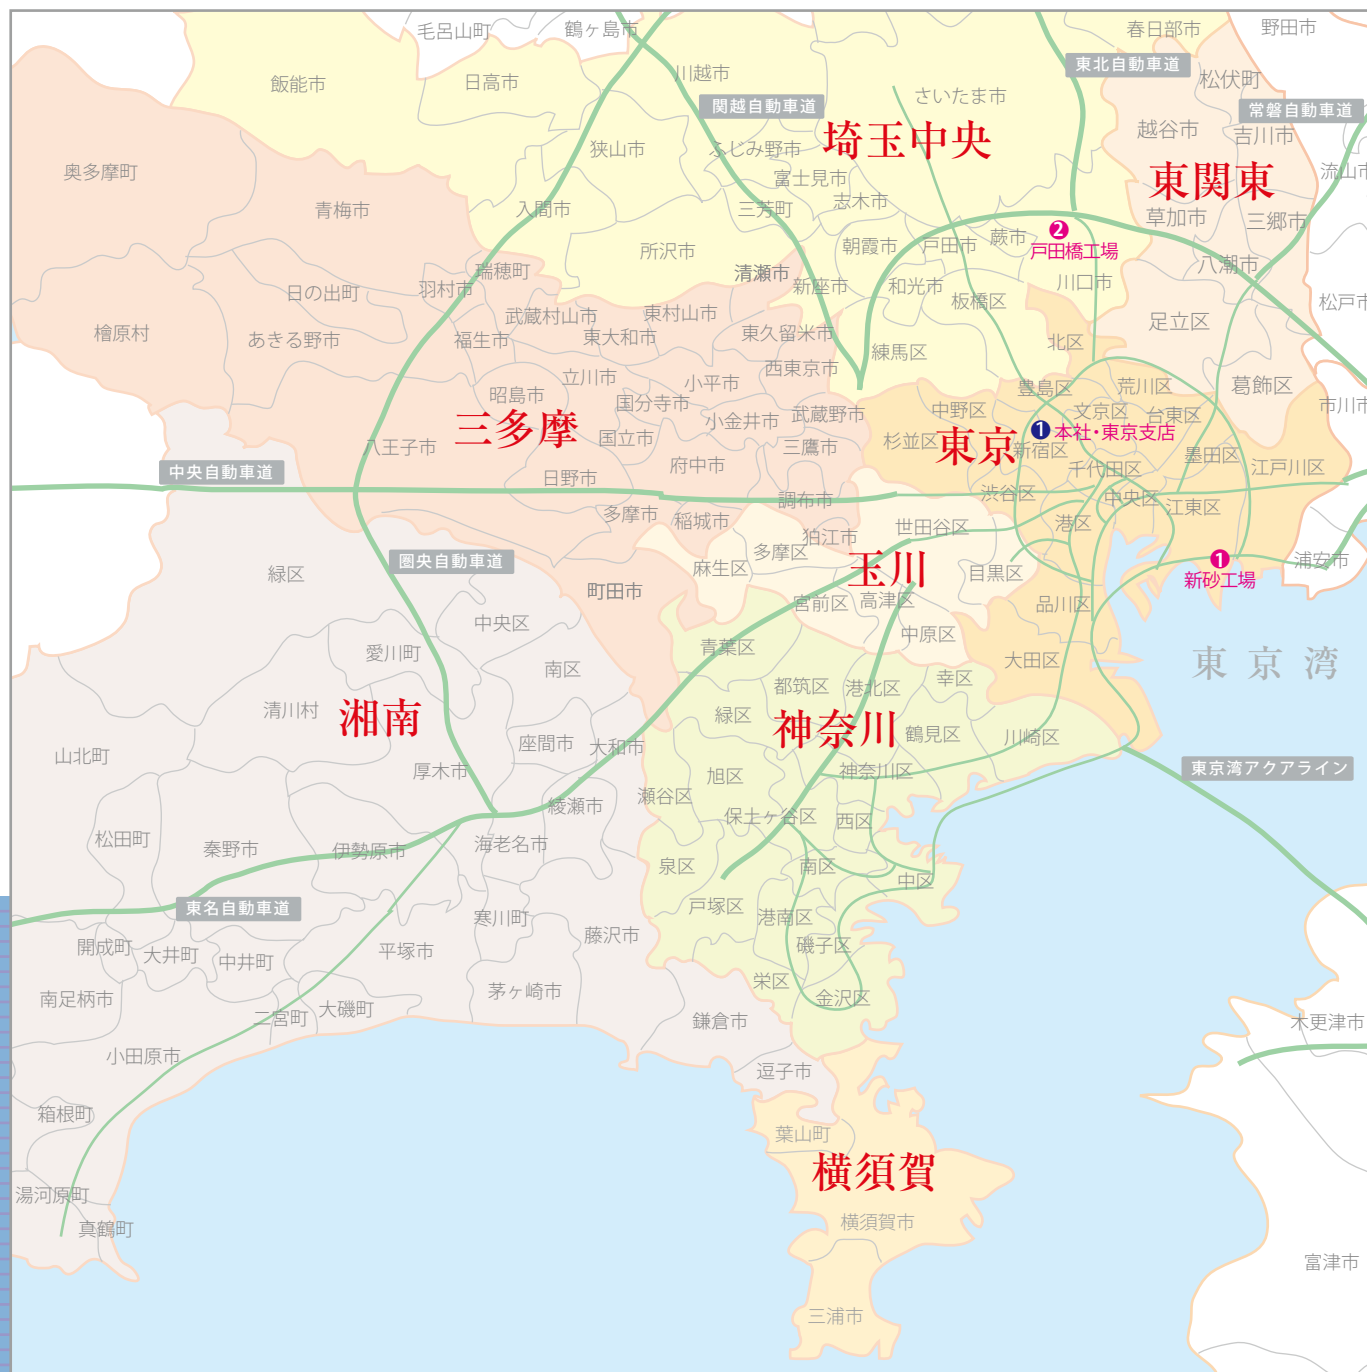 毛呂山町
鶴ヶ島市
春日部市
野田市
飯能市
日高市
川越市
東北自動車道
松伏町
関越自動車道
さいたま市
常磐自動車道
越谷市
吉川市
埼玉中央
狭山市
ふじみ野市
奥多摩町
富士見市
東関東
流山市
青梅市
入間市
三芳町
志木市
草加市
三郷市
所沢市
朝霞市
戸田市
蕨市
2
戸田橋工場
瑞穂町
清瀬市
八潮市
日の出町
羽村市
新座市
和光市
板橋区
川口市
松戸市
檜原村
あきる野市
福生市
武蔵村山市
東大和市
東村山市
東久留米市
足立区
練馬区
北区
西東京市
昭島市
立川市
小平市
豊島区
荒川区
葛飾区
三多摩
国分寺市
小金井市
武蔵野市
中野区
文京区
台東区
市川市
八王子市
国立市
三鷹市
杉並区
東京
1
本社・東京支店
新宿区
墨田区
中央自動車道
日野市
府中市
千代田区
江戸川区
多摩市
稲城市
調布市
渋谷区
中央区
江東区
狛江市
世田谷区
港区
圏央自動車道
緑区
麻生区
多摩区
玉川
目黒区
1
新砂工場
浦安市
町田市
宮前区
高津区
品川区
中央区
中原区
愛川町
南区
青葉区
大田区
東京湾
清川村
湘南
都筑区
港北区
幸区
緑区
神奈川
鶴見区
川崎区
山北町
座間市
大和市
厚木市
旭区
神奈川区
東京湾アクアライン
瀬谷区
綾瀬市
保土ヶ谷区
西区
松田町
秦野市
伊勢原市
海老名市
泉区
南区
中区
東名自動車道
寒川町
戸塚区
港南区
開成町
大井町
中井町
平塚市
藤沢市
磯子区
南足柄市
茅ヶ崎市
栄区
金沢区
二宮町
大磯町
鎌倉市
木更津市
小田原市
逗子市
箱根町
葉山町
横須賀
湯河原町
真鶴町
横須賀市
富津市
三浦市